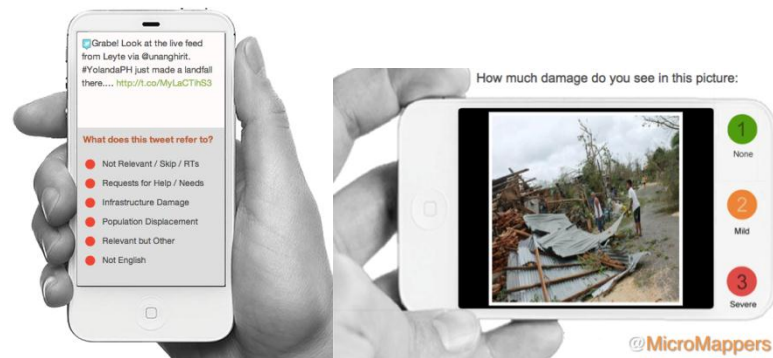 Grabe! Look at the live feed
from Leyte via @unanghirit.
#YolandaPH just made a landfall
there.... http://t.co/MyLaCTihS3
What does this tweet refer to?
Not Relevant / Skip / RTs
Requests for Help / Needs
Infrastructure Damage
Population Displacement
Relevant but Other
Not English
How much damage do you see in this picture:
1
None
2
Mild
3
Severe
@MicroMappers